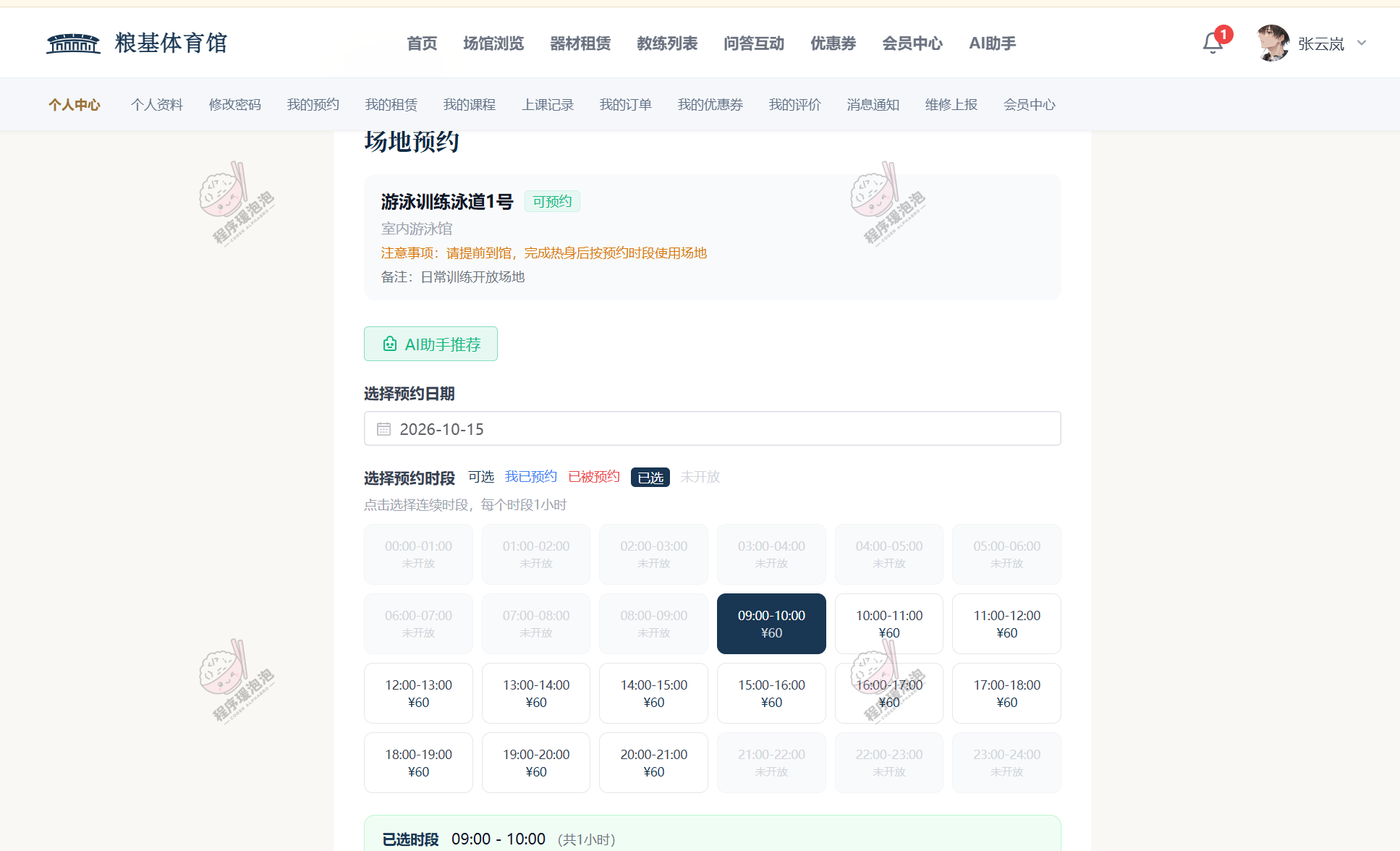 粮基体育馆 首页 场馆浏览 器材租赁 教练列表 问答互动 优惠券 会员中心 AI助手 1 张云岚
个人中心 个人资料 修改密码 我的预约 我的租赁 我的课程 上课记录 我的订单 我的优惠券 我的评价 消息通知 维修上报 会员中心
场地预约
游泳训练泳道1号 可预约
室内游泳馆
注意事项：请提前到馆，完成热身后按预约时段使用场地
备注：日常训练开放场地
AI助手推荐
选择预约日期
2026-10-15
选择预约时段 可选 我已预约 已被预约 已选 未开放
点击选择连续时段，每个时段1小时
00:00-01:00 01:00-02:00 02:00-03:00 03:00-04:00 04:00-05:00 05:00-06:00
未开放 未开放 未开放 未开放 未开放 未开放
06:00-07:00 07:00-08:00 08:00-09:00 09:00-10:00 10:00-11:00 11:00-12:00
未开放 未开放 未开放 ¥60 ¥60 ¥60
12:00-13:00 13:00-14:00 14:00-15:00 15:00-16:00 16:00-17:00 17:00-18:00
¥60 ¥60 ¥60 ¥60 ¥60 ¥60
18:00-19:00 19:00-20:00 20:00-21:00 21:00-22:00 22:00-23:00 23:00-24:00
¥60 ¥60 ¥60 未开放 未开放 未开放
已选时段 09:00 - 10:00 (共1小时)
程序瑗泡泡
程序瑗泡泡
程序瑗泡泡
程序瑗泡泡